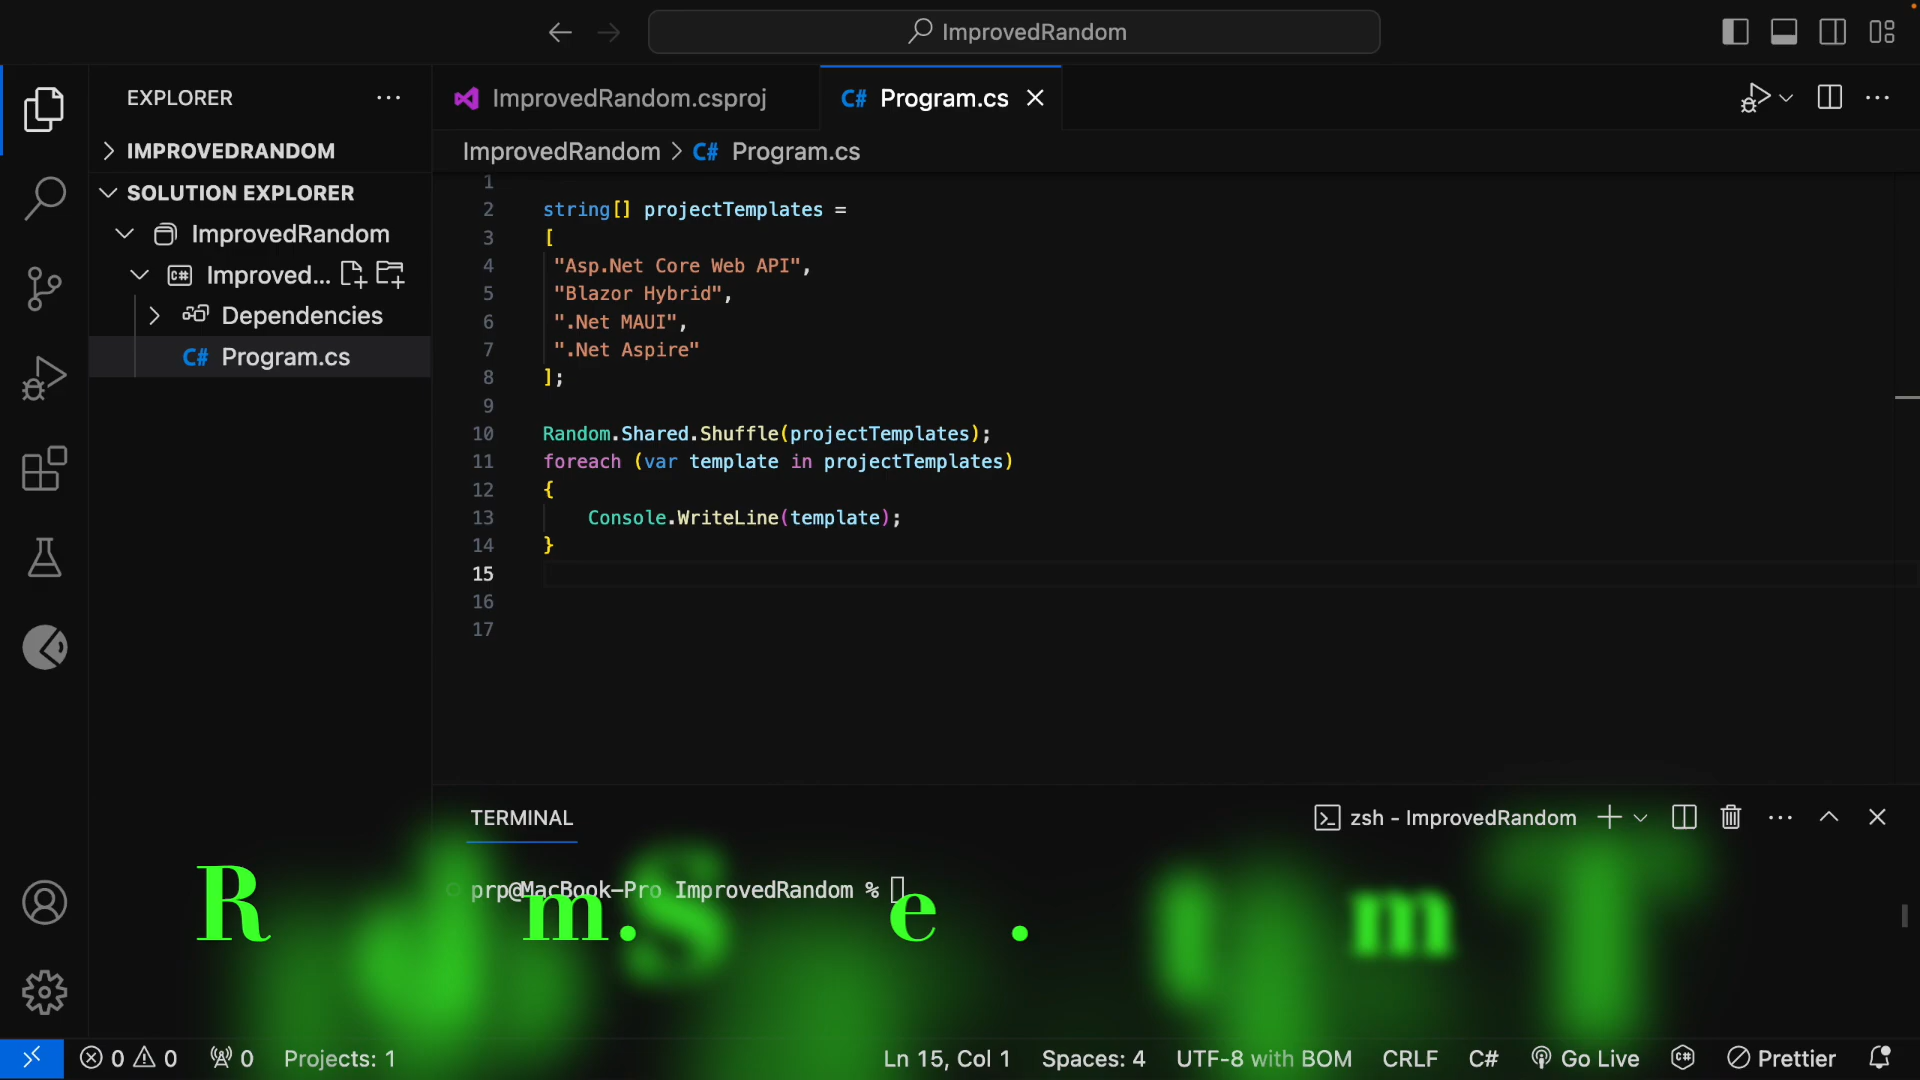 ImprovedRandom
EXPLORER
ImprovedRandom.csproj
C# Program.cs
IMPROVEDRANDOM
ImprovedRandom > C# Program.cs
SOLUTION EXPLORER
ImprovedRandom
Improved...
Dependencies
C# Program.cs
1
2 string[] projectTemplates =
3 [
4 "Asp.Net Core Web API",
5 "Blazor Hybrid",
6 ".Net MAUI",
7 ".Net Aspire"
8 ];
9
10 Random.Shared.Shuffle(projectTemplates);
11 foreach (var template in projectTemplates)
12 {
13 Console.WriteLine(template);
14 }
15
16
17
TERMINAL
zsh - ImprovedRandom
prp@MacBook-Pro ImprovedRandom %
0 0 0 Projects: 1 Ln 15, Col 1 Spaces: 4 UTF-8 with BOM CRLF C# Go Live Prettier